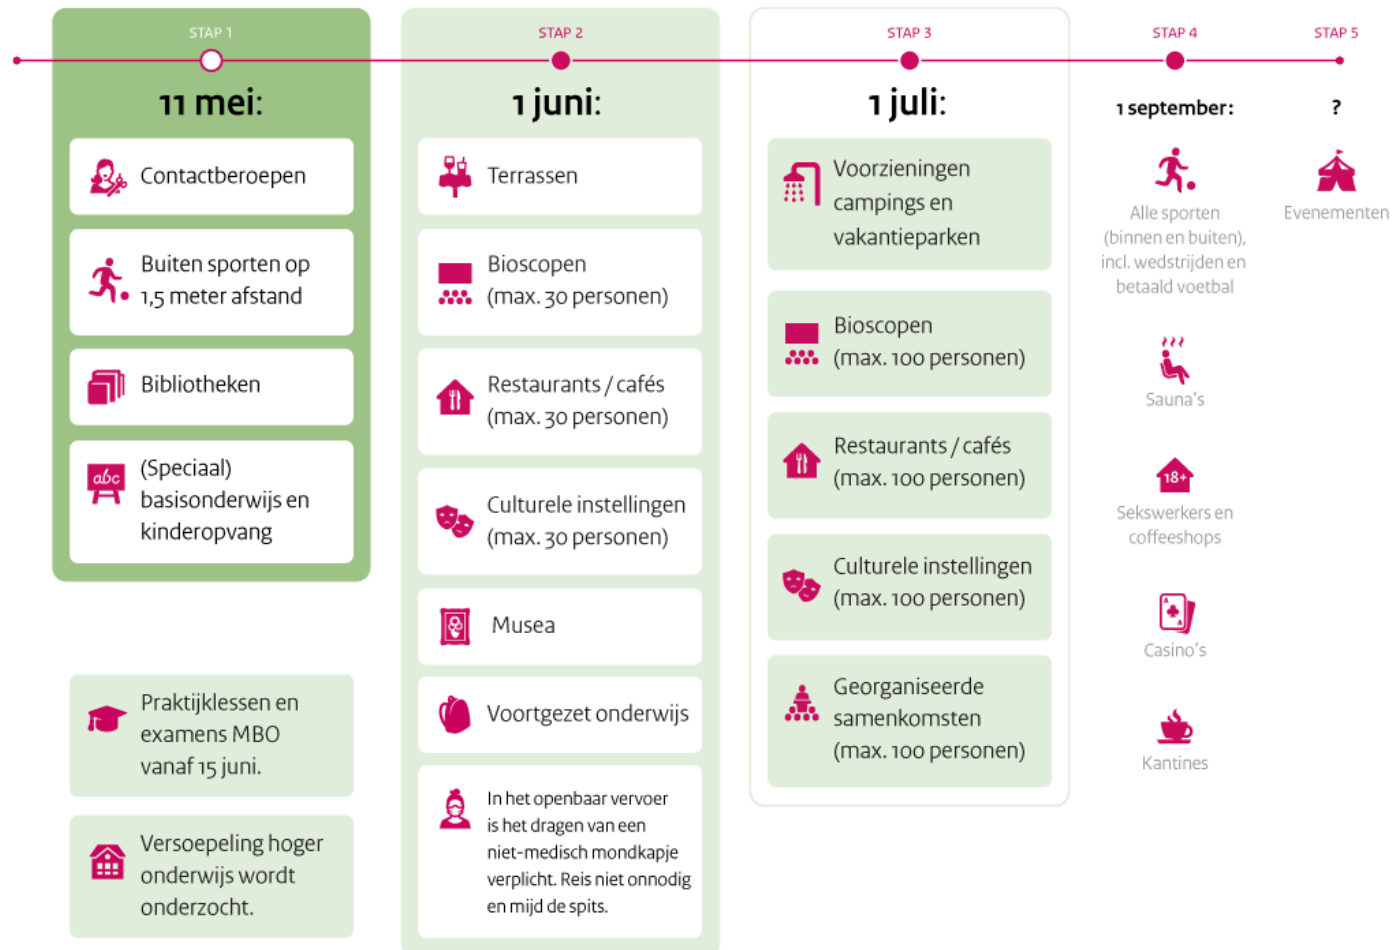 STAP 1
11 mei:
Contactberoepen
Buiten sporten op
1,5 meter afstand
Bibliotheken
abc
(Speciaal)
basisonderwijs en
kinderopvang
Praktijklessen en
examens MBO
vanaf 15 juni.
Versoepeling hoger
onderwijs wordt
onderzocht.
STAP 2
1 juni:
Terrassen
Bioscopen
(max. 30 personen)
Restaurants / cafés
(max. 30 personen)
Culturele instellingen
(max. 30 personen)
Musea
Voortgezet onderwijs
In het openbaar vervoer
is het dragen van een
niet-medisch mondkapje
verplicht. Reis niet onnodig
en mijd de spits.
STAP 3
1 juli:
Voorzieningen
campings en
vakantieparken
Bioscopen
(max. 100 personen)
Restaurants / cafés
(max. 100 personen)
Culturele instellingen
(max. 100 personen)
Georganiseerde
samenkomsten
(max. 100 personen)
STAP 4
1 september:
Alle sporten
(binnen en buiten),
incl. wedstrijden en
betaald voetbal
Sauna's
18+
Sekswerkers en
coffeeshops
A
A
Casino's
Kantines
STAP 5
?
Evenementen